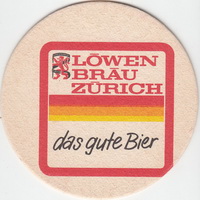 LÖWEN
BRÄU
ZÜRICH
das gute Bier